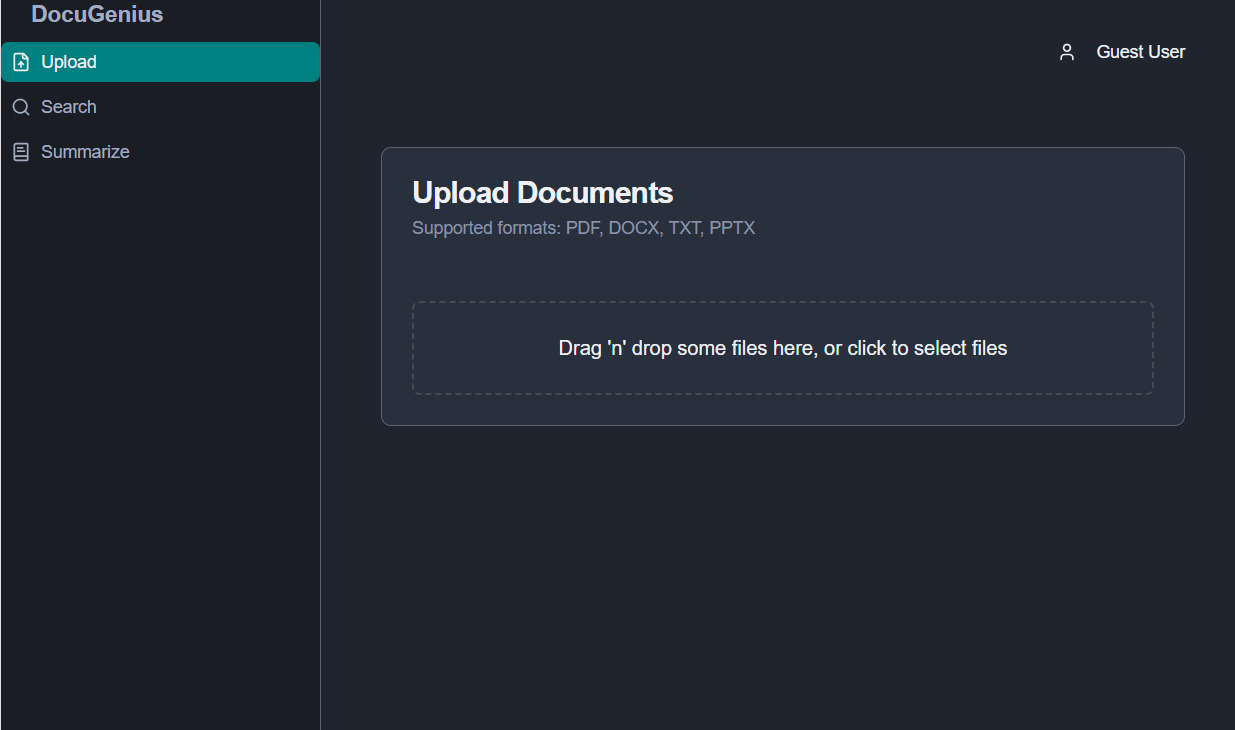 DocuGenius
Upload
Search
Summarize
Guest User
Upload Documents
Supported formats: PDF, DOCX, TXT, PPTX
Drag 'n' drop some files here, or click to select files